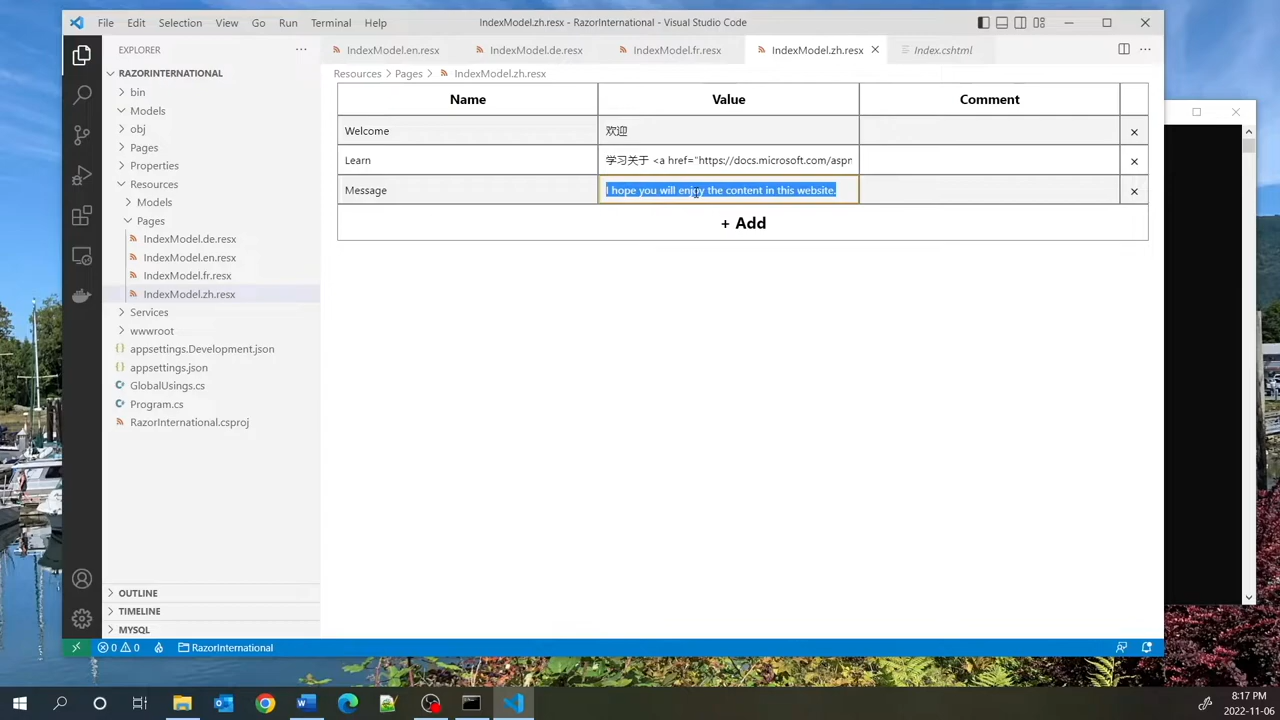 File Edit Selection View Go Run Terminal Help
IndexModel.zh.resx - RazorInternational - Visual Studio Code
EXPLORER
IndexModel.en.resx
IndexModel.de.resx
IndexModel.fr.resx
IndexModel.zh.resx
Index.cshtml
RAZORINTERNATIONAL
bin
Models
obj
Pages
Properties
Resources
Models
Pages
IndexModel.de.resx
IndexModel.en.resx
IndexModel.fr.resx
IndexModel.zh.resx
Services
wwwroot
appsettings.Development.json
appsettings.json
GlobalUsings.cs
Program.cs
RazorInternational.csproj
OUTLINE
TIMELINE
MYSQL
Resources > Pages > IndexModel.zh.resx
Name Value Comment
Welcome 欢迎
Learn 学习关于 <a href="https://docs.microsoft.com/aspn
Message I hope you will enjoy the content in this website.
+ Add
0 0 RazorInternational
8:17 PM
2022-11-06